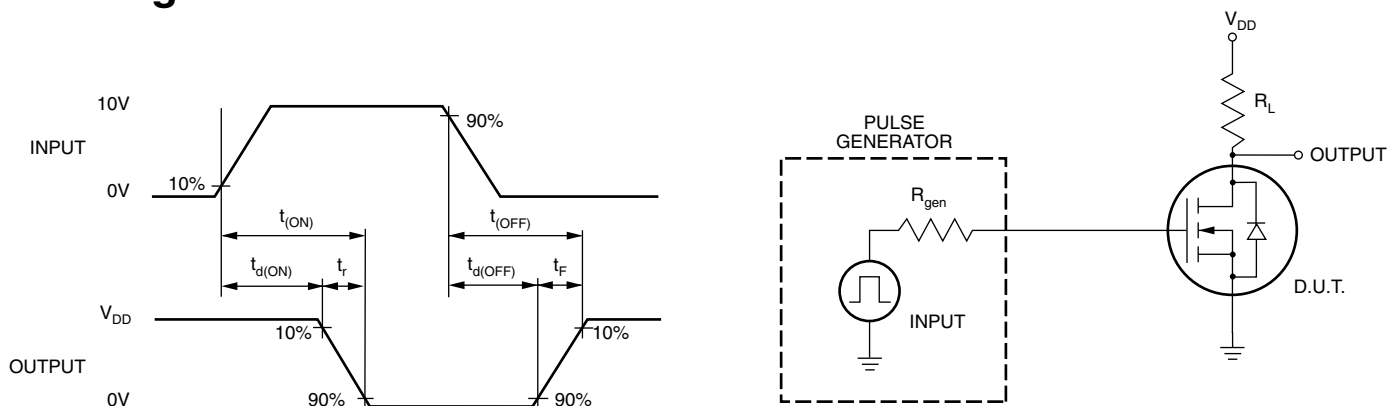 10V
INPUT
0V
10%
90%
t(ON)
t(OFF)
td(ON)
tr
td(OFF)
tF
VDD
10%
10%
OUTPUT
0V
90%
90%
VDD
RL
OUTPUT
PULSE
GENERATOR
Rgen
INPUT
D.U.T.